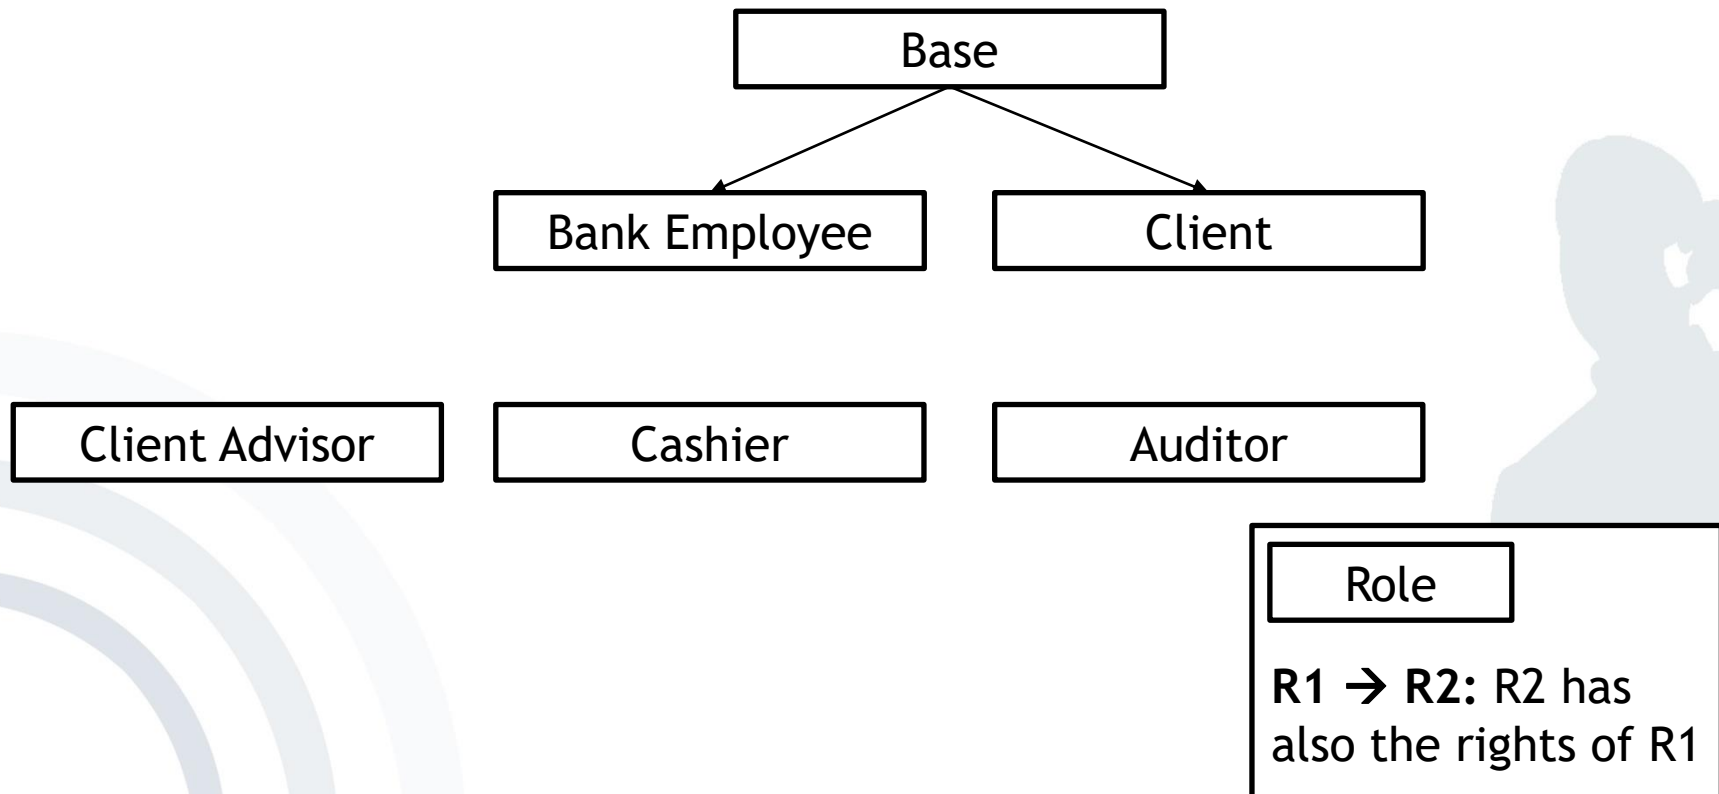 Base
Bank Employee
Client
Client Advisor
Cashier
Auditor
Role
R1 → R2: R2 has
also the rights of R1